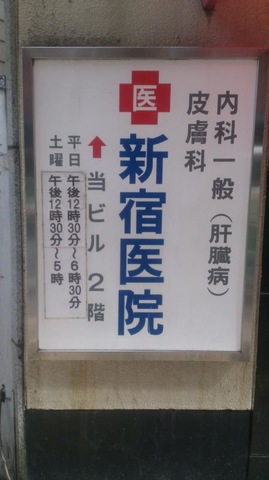 内科一般（肝臓病）
皮膚科
医
新宿医院
当ビル2階
平日 午後12時30分～6時30分
土曜 午後12時30分～5時